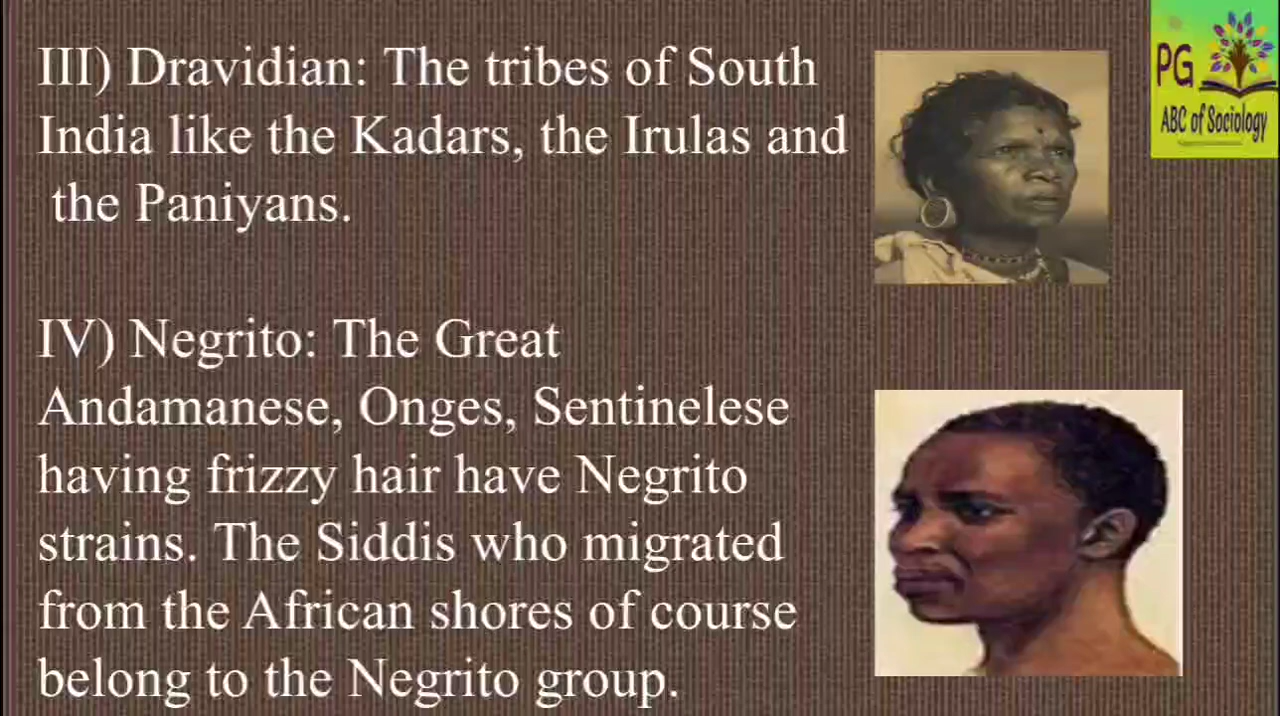 III) Dravidian: The tribes of South
India like the Kadars, the Irulas and
the Paniyans.
IV) Negrito: The Great
Andamanese, Onges, Sentinelese
having frizzy hair have Negrito
strains. The Siddis who migrated
from the African shores of course
belong to the Negrito group.
PG
ABC of Sociology